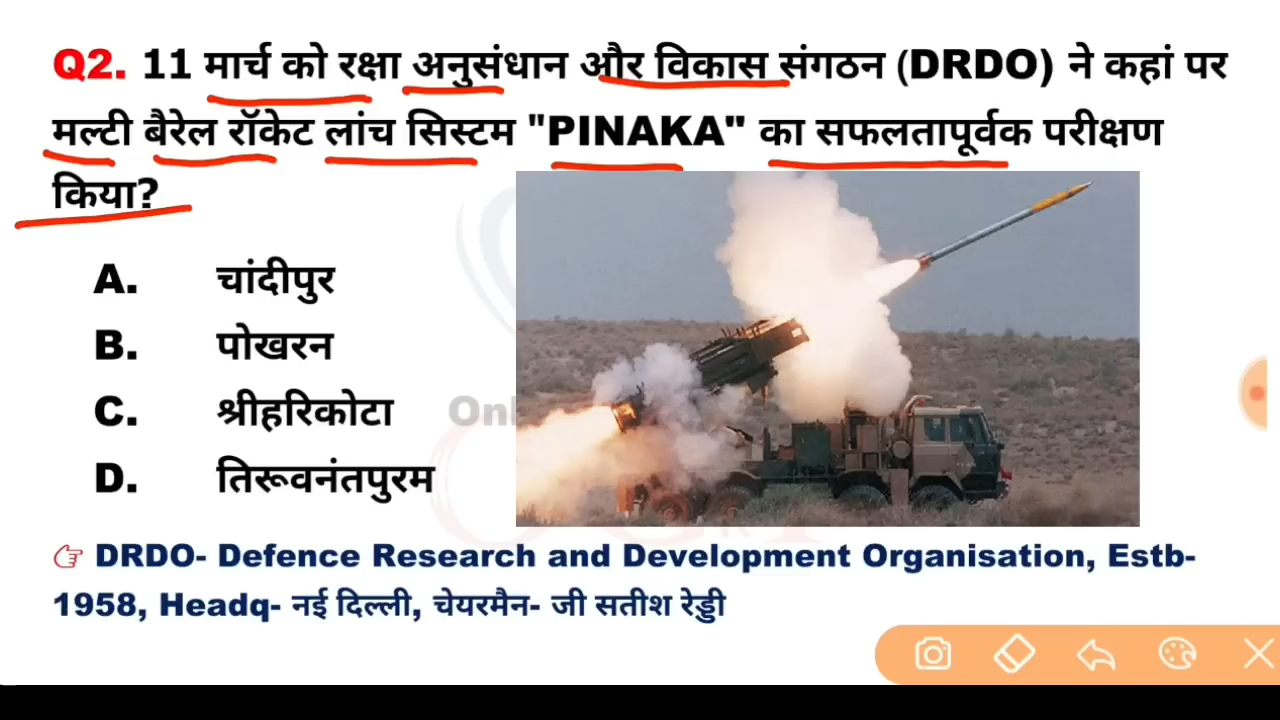 Q2. 11 मार्च को रक्षा अनुसंधान और विकास संगठन (DRDO) ने कहां पर
मल्टी बैरेल रॉकेट लांच सिस्टम "PINAKA" का सफलतापूर्वक परीक्षण
किया?
A. चांदीपुर
B. पोखरन
C. श्रीहरिकोटा
D. तिरूवनंतपुरम
👉 DRDO- Defence Research and Development Organisation, Estb-
1958, Headq- नई दिल्ली, चेयरमैन- जी सतीश रेड्डी